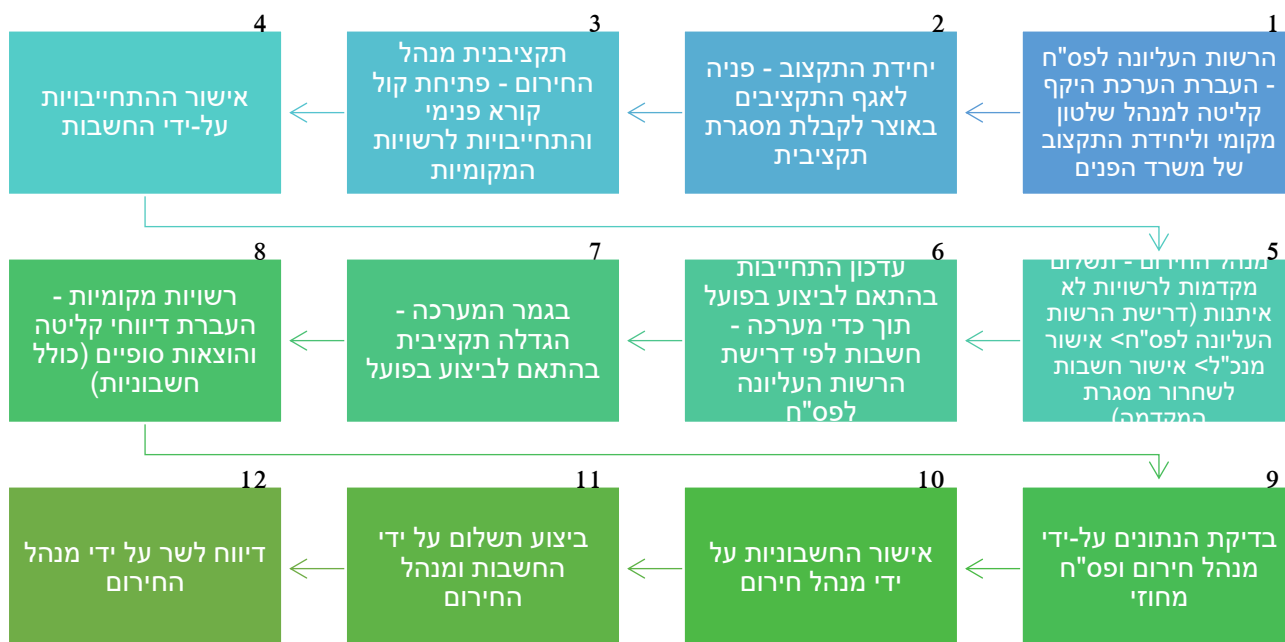 1
הרשות העליונה לפס"ח
- העברת הערכת היקף
קליטה למנהל שלטון
מקומי וליחידת התקצוב
של משרד הפנים
2
יחידת התקצוב - פניה
לאגף התקציבים
באוצר לקבלת מסגרת
תקציבית
3
תקציבנית מנהל
החירום - פתיחת קול
קורא פנימי
והתחייבויות לרשויות
המקומיות
4
אישור ההתחייבויות
על-ידי החשבות
5
מנהל החירום - תשלום
מקדמות לרשויות לא
איתנות (דרישת הרשות
העליונה לפס"ח> אישור
מנכ"ל> אישור חשבות
לשחרור מסגרת
המקדמה)
6
עדכון התחייבות
בהתאם לביצוע בפועל
תוך כדי מערכה -
חשבות לפי דרישת
הרשות העליונה
לפס"ח
7
בגמר המערכה -
הגדלה תקציבית
בהתאם לביצוע בפועל
8
רשויות מקומיות -
העברת דיווחי קליטה
והוצאות סופיים (כולל
חשבוניות)
9
בדיקת הנתונים על-ידי
מנהל חירום ופס"ח
מחוזי
10
אישור החשבוניות על
ידי מנהל חירום
11
ביצוע תשלום על ידי
החשבות ומנהל
החירום
12
דיווח לשר על ידי מנהל
החירום